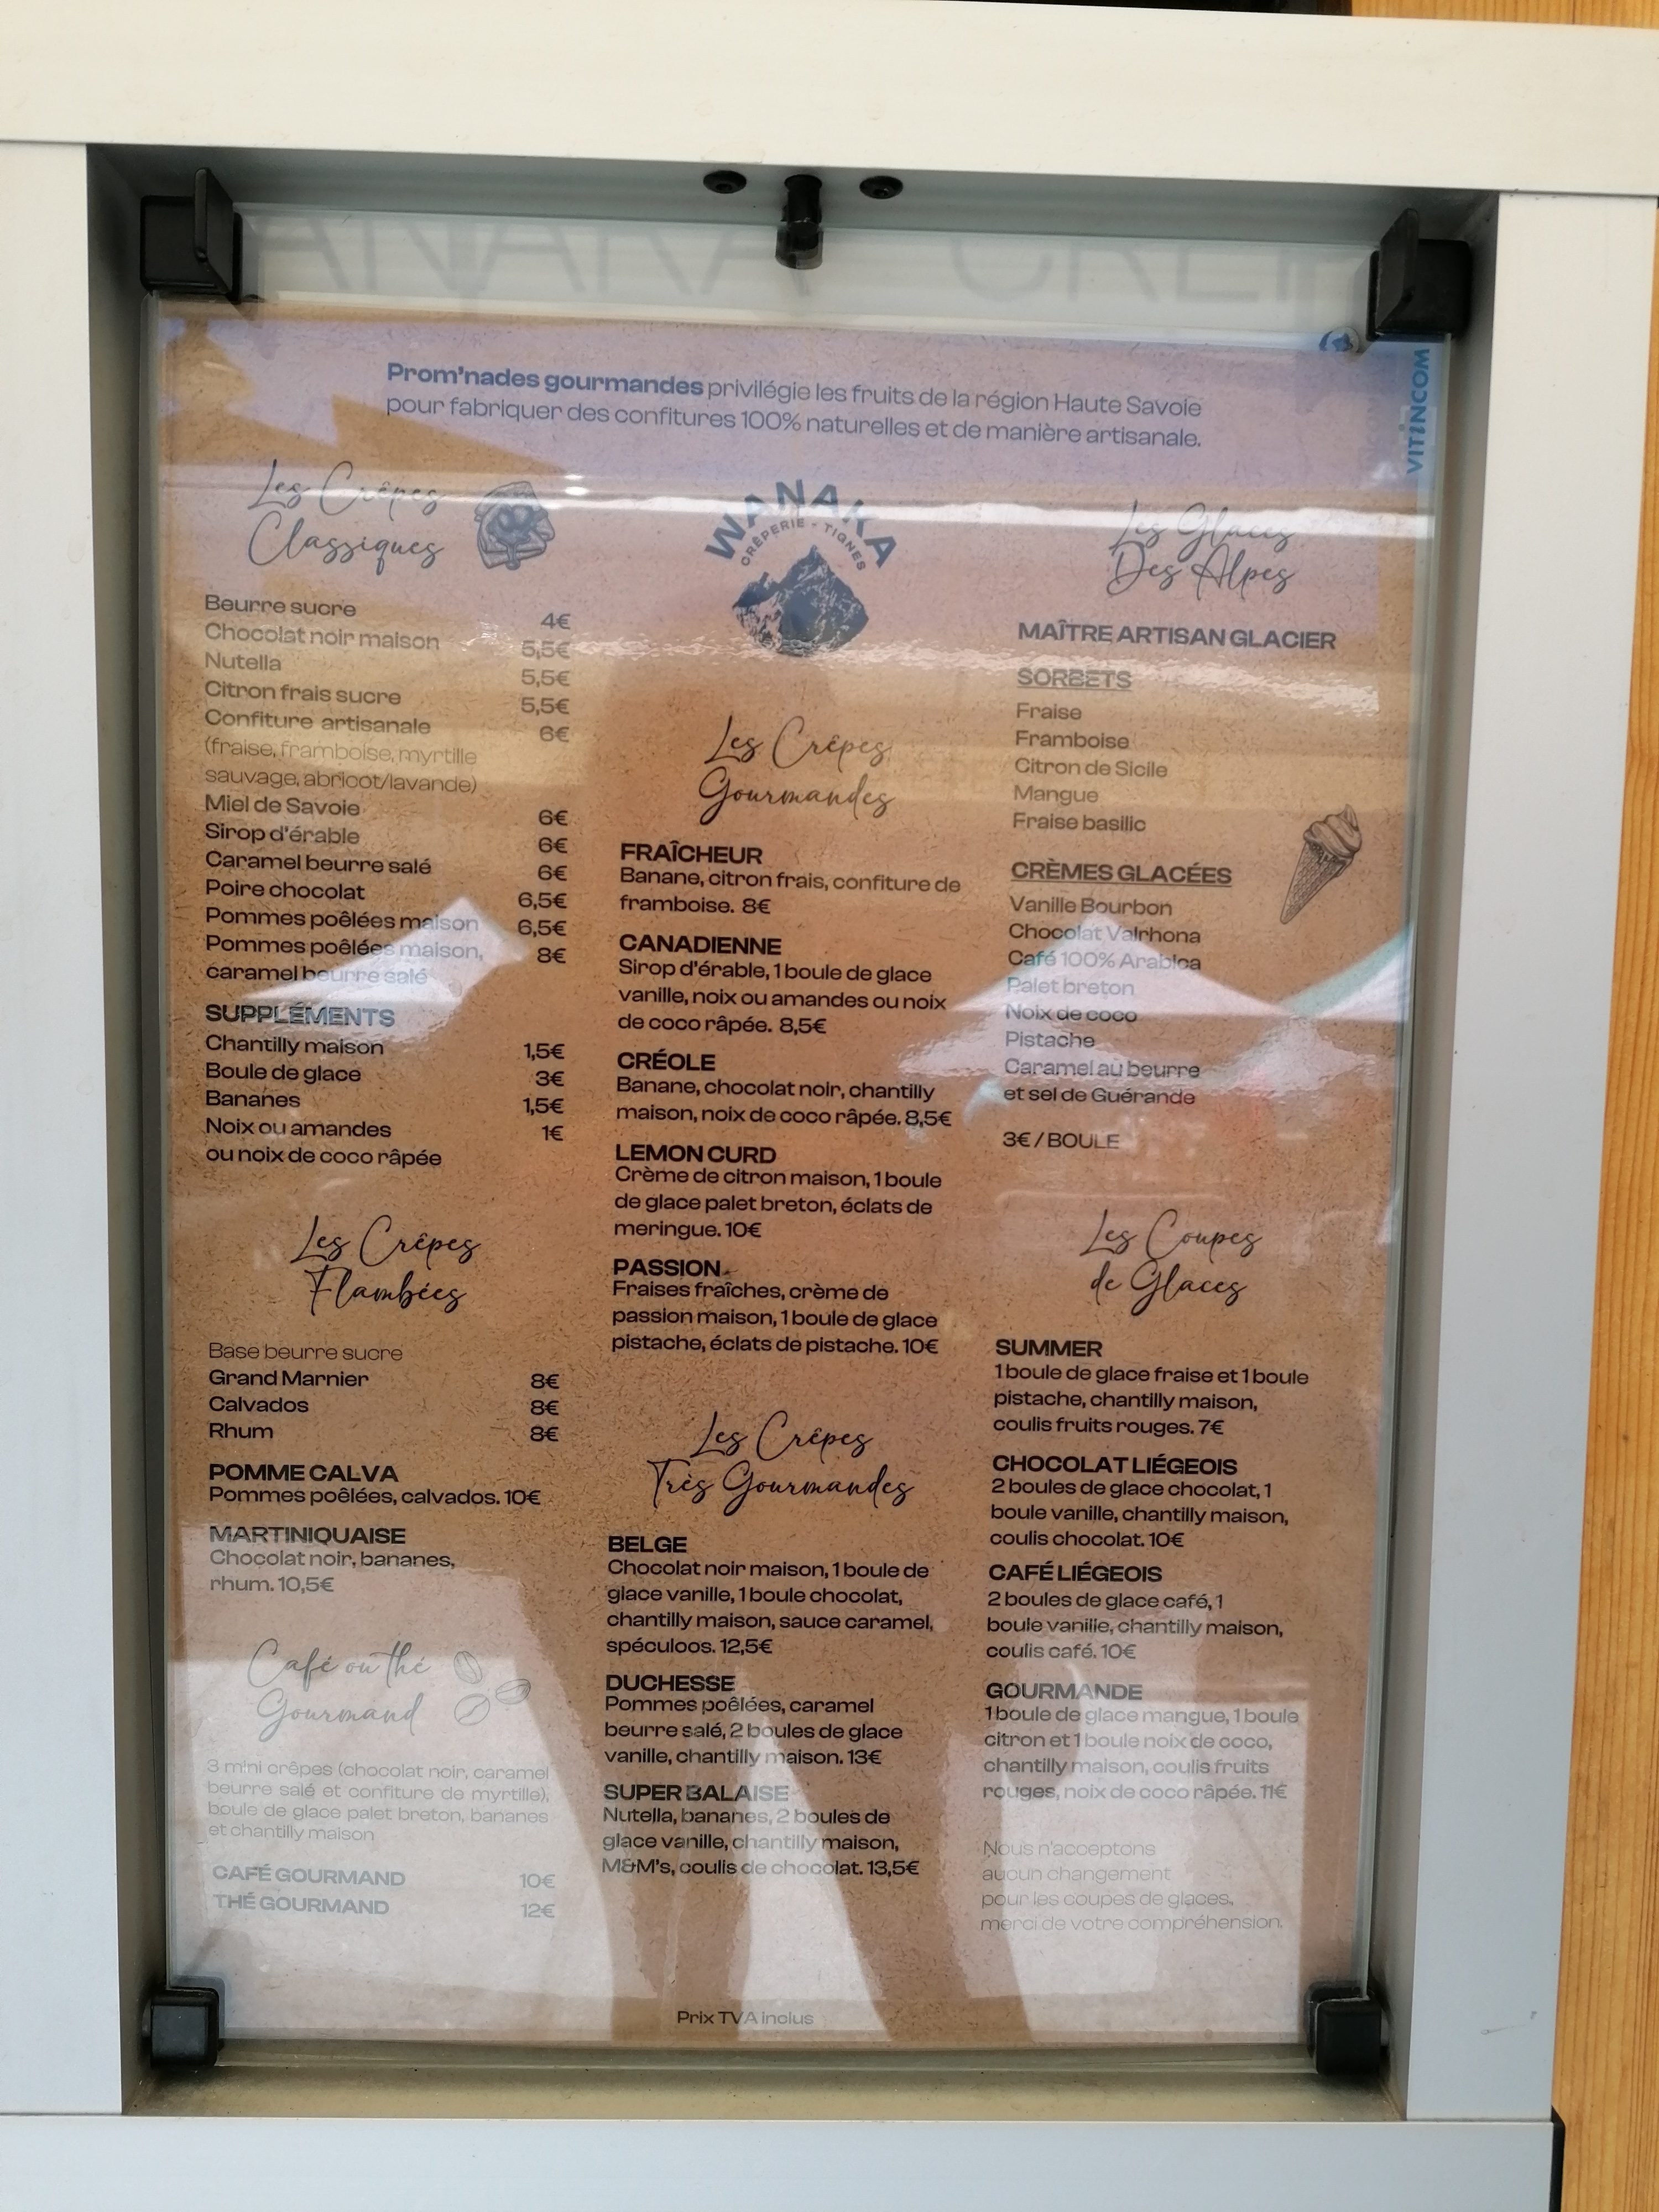 Prom'nades gourmandes privilégie les fruits de la région Haute Savoie
pour fabriquer des confitures 100% naturelles et de manière artisanale.
VITINCOM
Les Crêpes
Classiques
Beurre sucre 4€
Chocolat noir maison 5,5€
Nutella 5,5€
Citron frais sucre 5,5€
Confiture artisanale 6€
(fraise, framboise, myrtille
sauvage, abricot/lavande)
Miel de Savoie 6€
Sirop d'érable 6€
Caramel beurre salé 6€
Poire chocolat 6,5€
Pommes poêlées maison 6,5€
Pommes poêlées maison, 8€
caramel beurre salé
SUPPLÉMENTS
Chantilly maison 1,5€
Boule de glace 3€
Bananes 1,5€
Noix ou amandes 1€
ou noix de coco râpée
Les Crêpes
Flambées
Base beurre sucre
Grand Marnier 8€
Calvados 8€
Rhum 8€
POMME CALVA
Pommes poêlées, calvados. 10€
MARTINIQUAISE
Chocolat noir, bananes,
rhum. 10,5€
Café ou thé
Gourmand
3 mini crêpes (chocolat noir, caramel
beurre salé et confiture de myrtille),
boule de glace palet breton, bananes
et chantilly maison
CAFÉ GOURMAND 10€
THÉ GOURMAND 12€
WANAKA
CRÊPERIE - TIGNES
Les Crêpes
Gourmandes
FRAÎCHEUR
Banane, citron frais, confiture de
framboise. 8€
CANADIENNE
Sirop d'érable, 1 boule de glace
vanille, noix ou amandes ou noix
de coco râpée. 8,5€
CRÉOLE
Banane, chocolat noir, chantilly
maison, noix de coco râpée. 8,5€
LEMON CURD
Crème de citron maison, 1 boule
de glace palet breton, éclats de
meringue. 10€
PASSION
Fraises fraîches, crème de
passion maison, 1 boule de glace
pistache, éclats de pistache. 10€
Les Crêpes
Très Gourmandes
BELGE
Chocolat noir maison, 1 boule de
glace vanille, 1 boule chocolat,
chantilly maison, sauce caramel,
spéculoos. 12,5€
DUCHESSE
Pommes poêlées, caramel
beurre salé, 2 boules de glace
vanille, chantilly maison. 13€
SUPER BALAISE
Nutella, bananes, 2 boules de
glace vanille, chantilly maison,
M&M's, coulis de chocolat. 13,5€
Les Glaces
Des Alpes
MAÎTRE ARTISAN GLACIER
SORBETS
Fraise
Framboise
Citron de Sicile
Mangue
Fraise basilic
CRÈMES GLACÉES
Vanille Bourbon
Chocolat Valrhona
Café 100% Arabica
Palet breton
Noix de coco
Pistache
Caramel au beurre
et sel de Guérande
3€ / BOULE
Les Coupes
de Glaces
SUMMER
1 boule de glace fraise et 1 boule
pistache, chantilly maison,
coulis fruits rouges. 7€
CHOCOLAT LIÉGEOIS
2 boules de glace chocolat, 1
boule vanille, chantilly maison,
coulis chocolat. 10€
CAFÉ LIÉGEOIS
2 boules de glace café, 1
boule vanille, chantilly maison,
coulis café. 10€
GOURMANDE
1 boule de glace mangue, 1 boule
citron et 1 boule noix de coco,
chantilly maison, coulis fruits
rouges, noix de coco râpée. 11€
Nous n'acceptons
aucun changement
pour les coupes de glaces,
merci de votre compréhension.
Prix TVA inclus